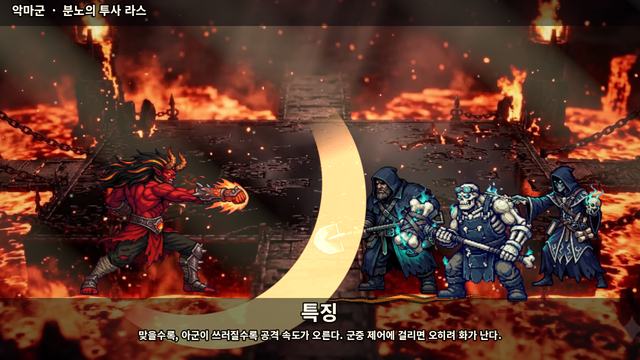 악마군 · 분노의 투사 라스
특징
맞을수록, 아군이 쓰러질수록 공격 속도가 오른다. 군중 제어에 걸리면 오히려 화가 난다.